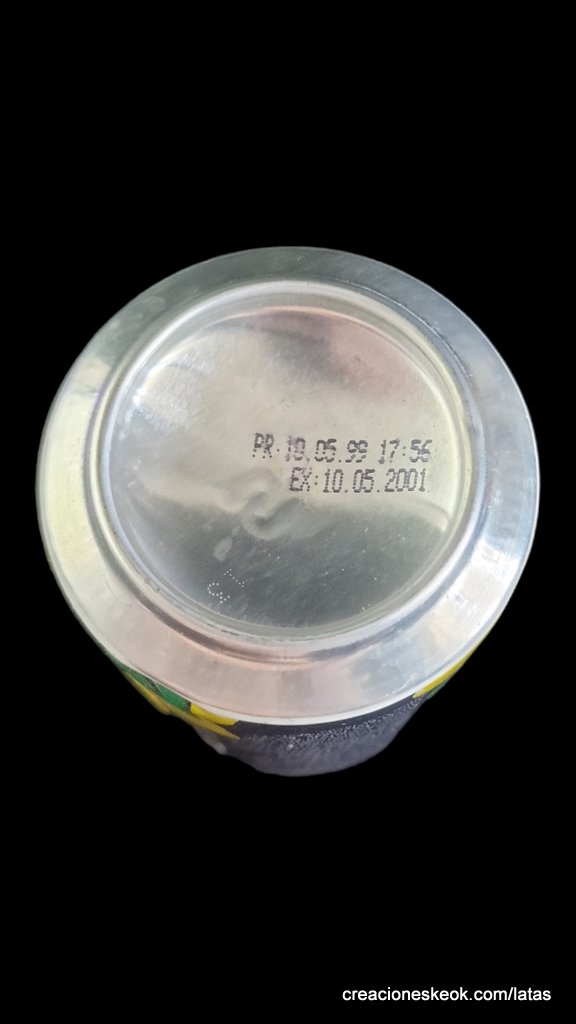 PR:10.05.99 17:56
EX:10.05.2001
creacioneskeok.com/latas